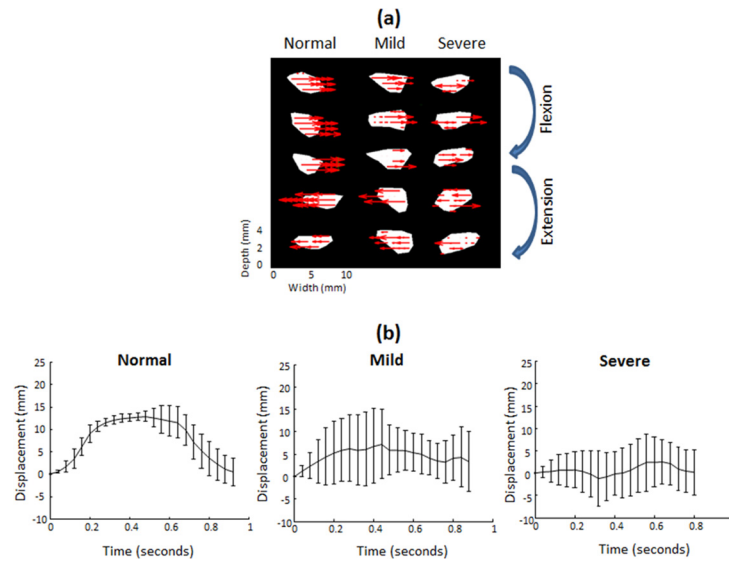 (a)
Normal Mild Severe
Flexion
Extension
Depth (mm)
4
2
0
0 5 10
Width (mm)
(b)
Normal
Displacement (mm)
25
20
15
10
5
0
-5
-10
0 0.2 0.4 0.6 0.8 1
Time (seconds)
Mild
Displacement (mm)
25
20
15
10
5
0
-5
-10
0 0.2 0.4 0.6 0.8 1
Time (seconds)
Severe
Displacement (mm)
25
20
15
10
5
0
-5
-10
0 0.2 0.4 0.6 0.8
Time (seconds)